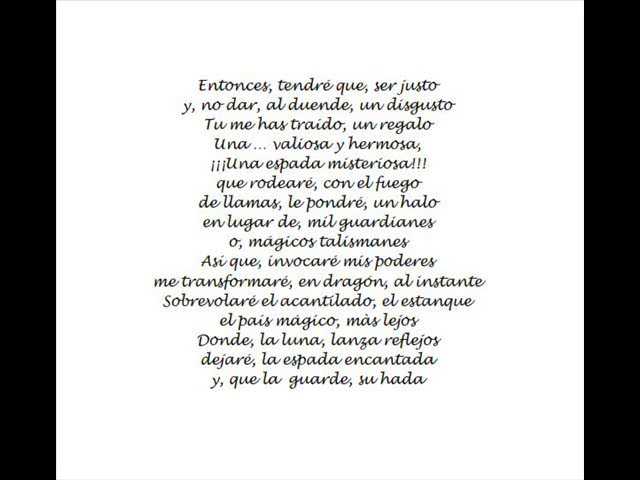 Entonces, tendré que, ser justo
y, no dar, al duende, un disgusto
Tu me has traído, un regalo
Una ... valiosa y hermosa,
¡¡¡Una espada misteriosa!!!
que rodearé, con el fuego
de llamas, le pondré, un halo
en lugar de, mil guardianes
o, mágicos talismanes
Así que, invocaré mis poderes
me transformaré, en dragón, al instante
Sobrevolaré el acantilado, el estanque
el país mágico, màs lejos
Donde, la luna, lanza reflejos
dejaré, la espada encantada
y, que la guarde, su hada